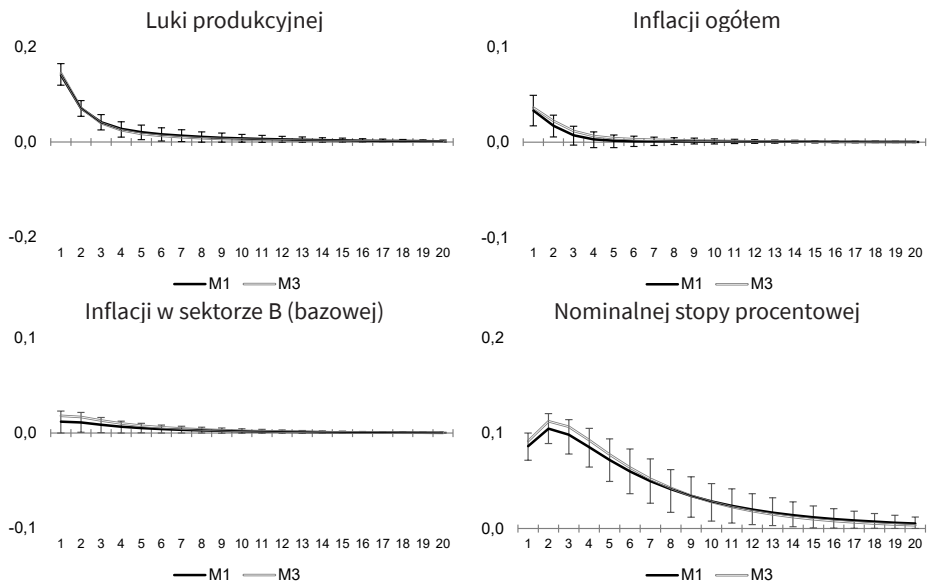 Luki produkcyjnej
0,2
0,0
-0,2
1 2 3 4 5 6 7 8 9 10 11 12 13 14 15 16 17 18 19 20
M1 M3
Inflacji ogółem
0,1
0,0
-0,1
1 2 3 4 5 6 7 8 9 10 11 12 13 14 15 16 17 18 19 20
M1 M3
Inflacji w sektorze B (bazowej)
0,1
0,0
-0,1
1 2 3 4 5 6 7 8 9 10 11 12 13 14 15 16 17 18 19 20
M1 M3
Nominalnej stopy procentowej
0,2
0,1
0,0
1 2 3 4 5 6 7 8 9 10 11 12 13 14 15 16 17 18 19 20
M1 M3